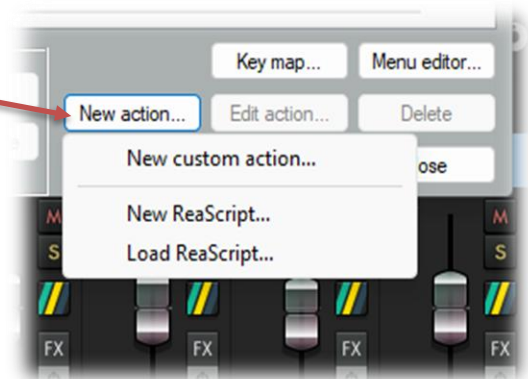 Key map...
Menu editor...
New action...
Edit action...
Delete
New custom action...
ose
New ReaScript...
Load ReaScript...
M
M
S
S
FX
FX
FX
FX